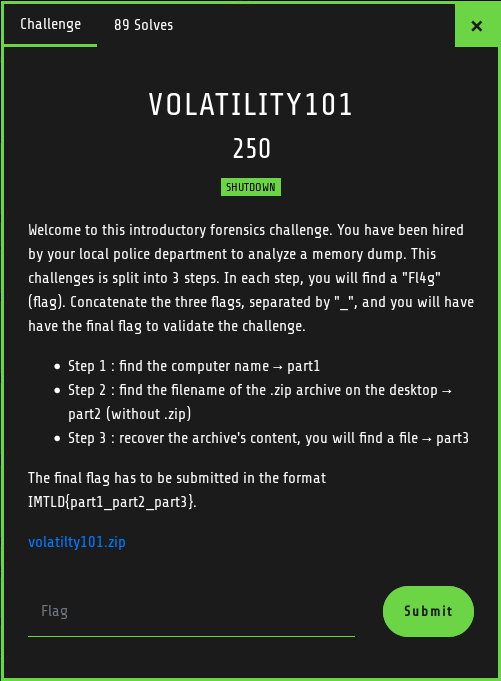 Challenge
89 Solves
×
VOLATILITY101
250
SHUTDOWN
Welcome to this introductory forensics challenge. You have been hired
by your local police department to analyze a memory dump. This
challenges is split into 3 steps. In each step, you will find a "Fl4g"
(flag). Concatenate the three flags, separated by "_", and you will have
have the final flag to validate the challenge.
• Step 1 : find the computer name → part1
• Step 2 : find the filename of the .zip archive on the desktop →
part2 (without .zip)
• Step 3 : recover the archive's content, you will find a file → part3
The final flag has to be submitted in the format
IMTLD{part1_part2_part3}.
volatilty101.zip
Flag
Submit